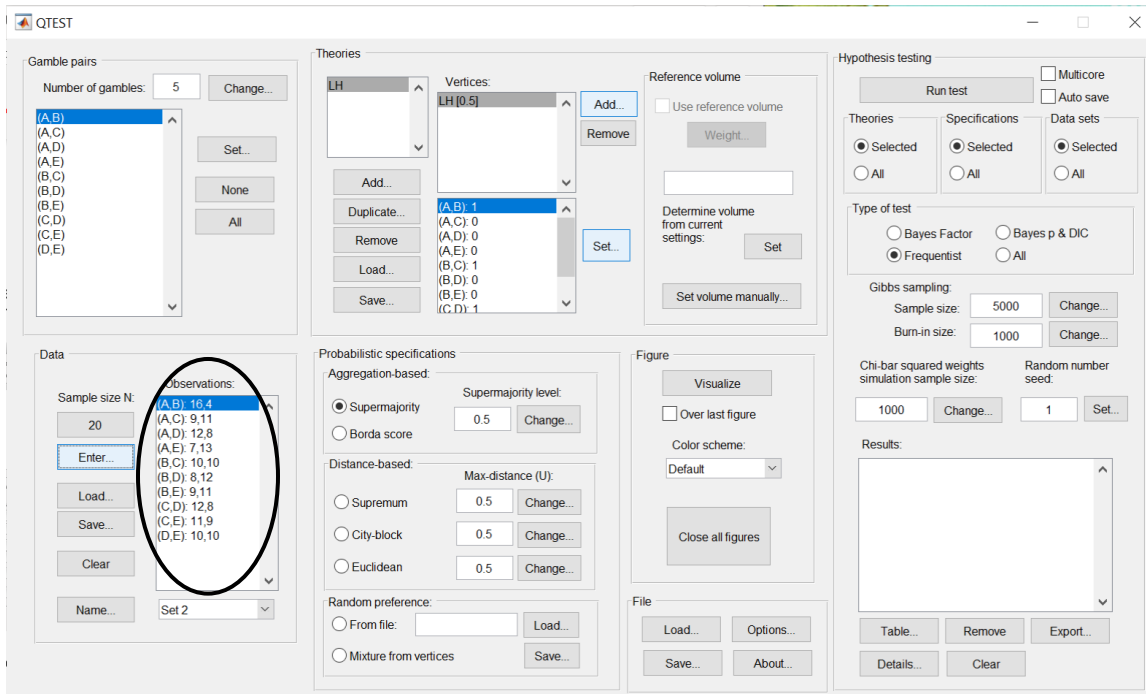 QTEST
Gamble pairs
Number of gambles: 5 Change...
(A,B)
(A,C)
(A,D)
(A,E)
(B,C)
(B,D)
(B,E)
(C,D)
(C,E)
(D,E)
Set...
None
All
Theories
LH
Add...
Duplicate...
Remove
Load...
Save...
Vertices:
LH [0.5]
Add...
Remove
(A,B): 1
(A,C): 0
(A,D): 0
(A,E): 0
(B,C): 1
(B,D): 0
(B,E): 0
(C,D): 1
Set...
Reference volume
Use reference volume
Weight...
Determine volume
from current
settings:
Set
Set volume manually...
Hypothesis testing
Run test
Multicore
Auto save
Theories
Selected
All
Specifications
Selected
All
Data sets
Selected
All
Type of test
Bayes Factor
Bayes p & DIC
Frequentist
All
Gibbs sampling:
Sample size: 5000 Change...
Burn-in size: 1000 Change...
Chi-bar squared weights
simulation sample size:
1000 Change...
Random number
seed:
1 Set...
Results:
Table...
Remove
Export...
Details...
Clear
Data
Sample size N:
20
Enter...
Load...
Save...
Clear
Name...
Observations:
(A,B): 16,4
(A,C): 9,11
(A,D): 12,8
(A,E): 7,13
(B,C): 10,10
(B,D): 8,12
(B,E): 9,11
(C,D): 12,8
(C,E): 11,9
(D,E): 10,10
Set 2
Probabilistic specifications
Aggregation-based:
Supermajority
Borda score
Supermajority level:
0.5 Change...
Distance-based:
Max-distance (U):
Supremum 0.5 Change...
City-block 0.5 Change...
Euclidean 0.5 Change...
Random preference:
From file: Load...
Mixture from vertices Save...
Figure
Visualize
Over last figure
Color scheme:
Default
Close all figures
File
Load...
Options...
Save...
About...